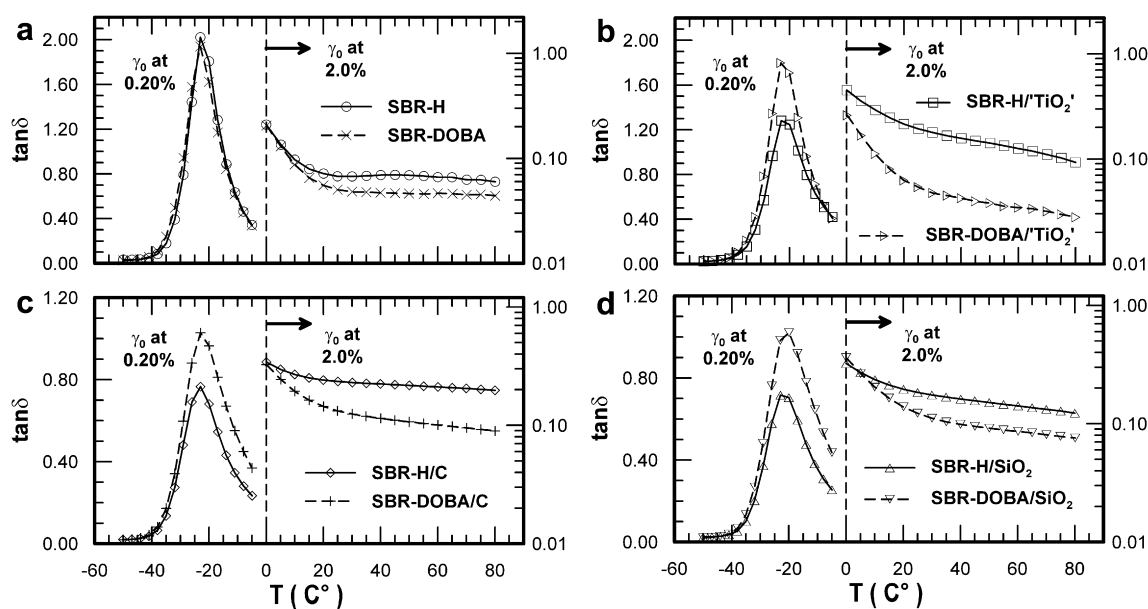 a
γ₀ at
0.20%
γ₀ at
2.0%
SBR-H
SBR-DOBA
tanδ
2.00
1.60
1.20
0.80
0.40
0.00
1.00
0.10
0.01
b
γ₀ at
0.20%
γ₀ at
2.0%
SBR-H/'TiO₂'
SBR-DOBA/'TiO₂'
tanδ
2.00
1.60
1.20
0.80
0.40
0.00
1.00
0.10
0.01
c
γ₀ at
0.20%
γ₀ at
2.0%
SBR-H/C
SBR-DOBA/C
tanδ
1.20
0.80
0.40
0.00
1.00
0.10
0.01
-60 -40 -20 0 20 40 60 80
T ( C° )
d
γ₀ at
0.20%
γ₀ at
2.0%
SBR-H/SiO₂
SBR-DOBA/SiO₂
tanδ
1.20
0.80
0.40
0.00
1.00
0.10
0.01
-60 -40 -20 0 20 40 60 80
T ( C° )